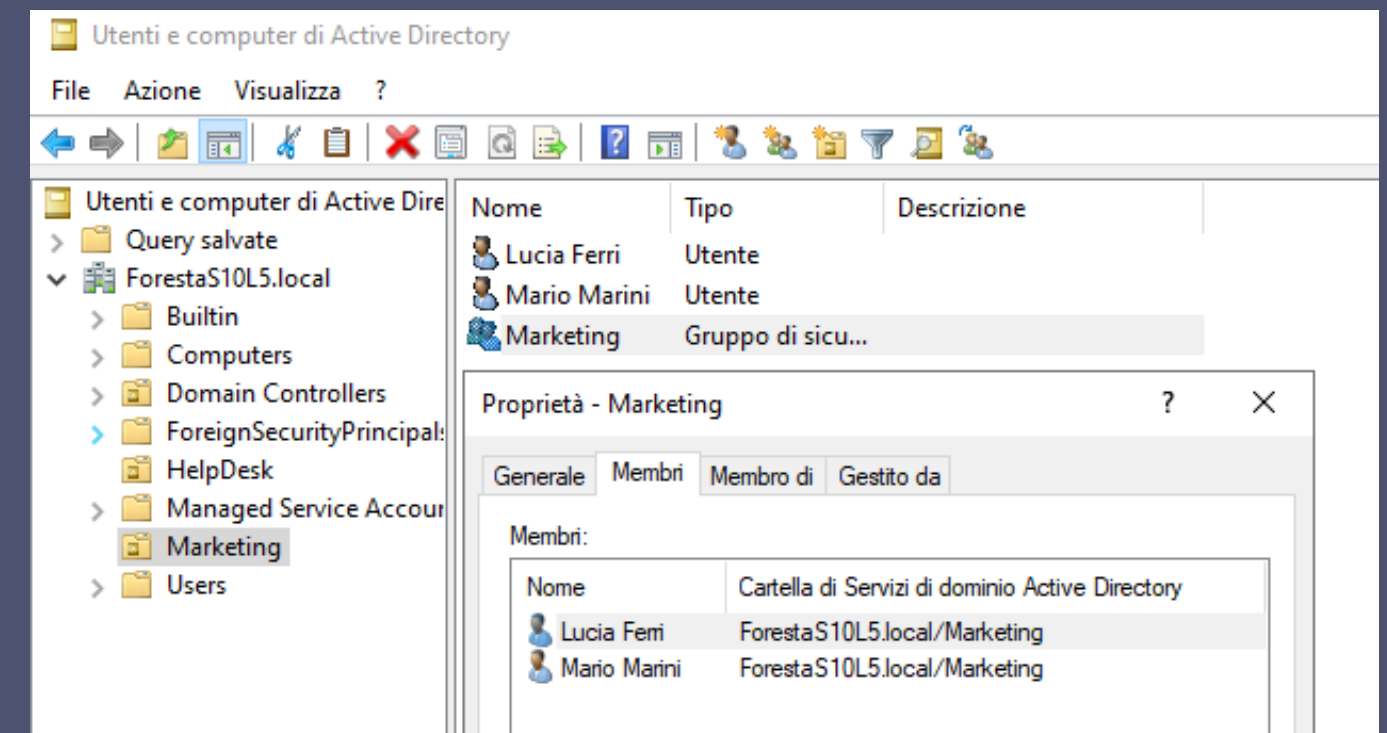 Utenti e computer di Active Directory
File Azione Visualizza ?
Utenti e computer di Active Dire
Query salvate
ForestaS10L5.local
Builtin
Computers
Domain Controllers
ForeignSecurityPrincipals
HelpDesk
Managed Service Accour
Marketing
Users
Nome Tipo Descrizione
Lucia Ferri Utente
Mario Marini Utente
Marketing Gruppo di sicu...
Proprietà - Marketing ?
Generale Membri Membro di Gestito da
Membri:
Nome Cartella di Servizi di dominio Active Directory
Lucia Ferri ForestaS10L5.local/Marketing
Mario Marini ForestaS10L5.local/Marketing